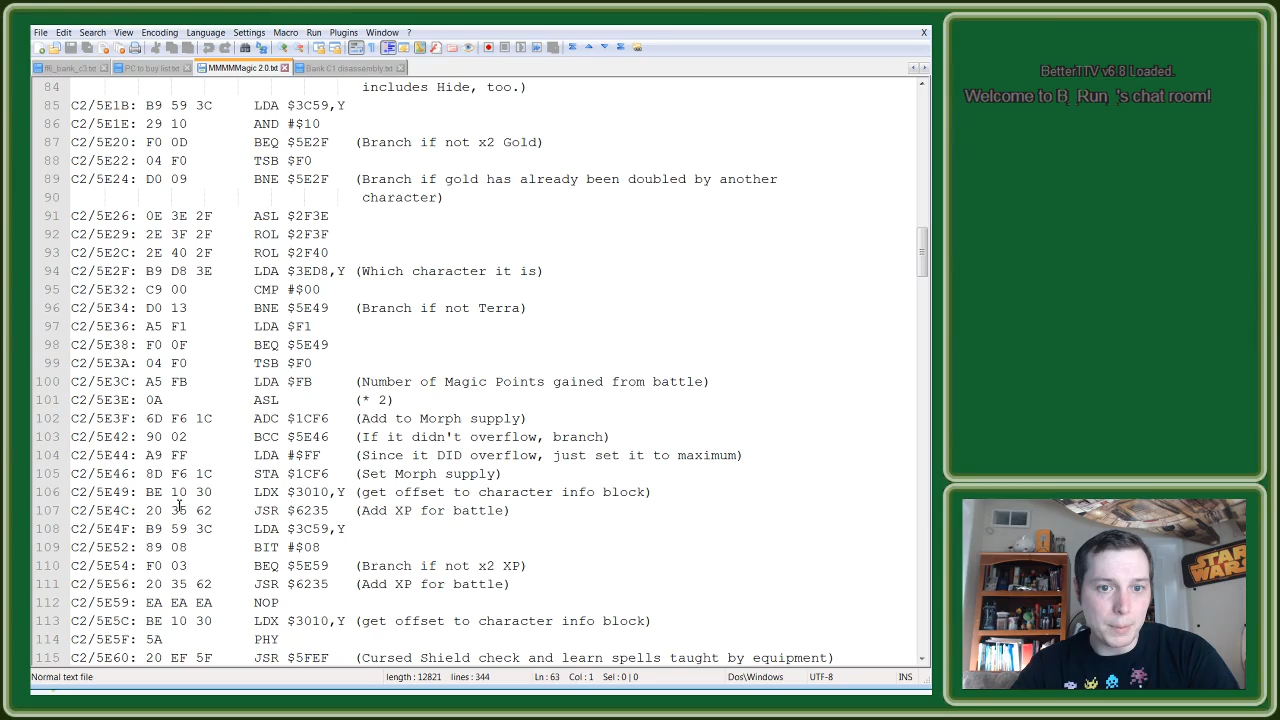 File Edit Search View Encoding Language Settings Macro Run Plugins Window ? X
ff6_bank_c3.txt PC to buy list.txt MMMMMagic 2.0.txt Bank C1 disassembly.txt
84 includes Hide, too.)
85 C2/5E1B: B9 59 3C LDA $3C59,Y
86 C2/5E1E: 29 10 AND #$10
87 C2/5E20: F0 0D BEQ $5E2F (Branch if not x2 Gold)
88 C2/5E22: 04 F0 TSB $F0
89 C2/5E24: D0 09 BNE $5E2F (Branch if gold has already been doubled by another
90 character)
91 C2/5E26: 0E 3E 2F ASL $2F3E
92 C2/5E29: 2E 3F 2F ROL $2F3F
93 C2/5E2C: 2E 40 2F ROL $2F40
94 C2/5E2F: B9 D8 3E LDA $3ED8,Y (Which character it is)
95 C2/5E32: C9 00 CMP #$00
96 C2/5E34: D0 13 BNE $5E49 (Branch if not Terra)
97 C2/5E36: A5 F1 LDA $F1
98 C2/5E38: F0 0F BEQ $5E49
99 C2/5E3A: 04 F0 TSB $F0
100 C2/5E3C: A5 FB LDA $FB (Number of Magic Points gained from battle)
101 C2/5E3E: 0A ASL (* 2)
102 C2/5E3F: 6D F6 1C ADC $1CF6 (Add to Morph supply)
103 C2/5E42: 90 02 BCC $5E46 (If it didn't overflow, branch)
104 C2/5E44: A9 FF LDA #$FF (Since it DID overflow, just set it to maximum)
105 C2/5E46: 8D F6 1C STA $1CF6 (Set Morph supply)
106 C2/5E49: BE 10 30 LDX $3010,Y (get offset to character info block)
107 C2/5E4C: 20 35 62 JSR $6235 (Add XP for battle)
108 C2/5E4F: B9 59 3C LDA $3C59,Y
109 C2/5E52: 89 08 BIT #$08
110 C2/5E54: F0 03 BEQ $5E55 (Branch if not x2 XP)
111 C2/5E56: 20 35 62 JSR $6235 (Add XP for battle)
112 C2/5E59: EA EA EA NOP
113 C2/5E5C: BE 10 30 LDX $3010,Y (get offset to character info block)
114 C2/5E5F: 5A PHY
115 C2/5E60: 20 EF 5F JSR $5FEF (Cursed Shield check and learn spells taught by equipment)
Normal text file length : 12821 lines : 344 Ln : 53 Col : 1 Sel : 0 | 0 Dos\Windows UTF-8 INS
BetterTTV v6.8 Loaded.
Welcome to B_Run_'s chat room!
STAR WARS